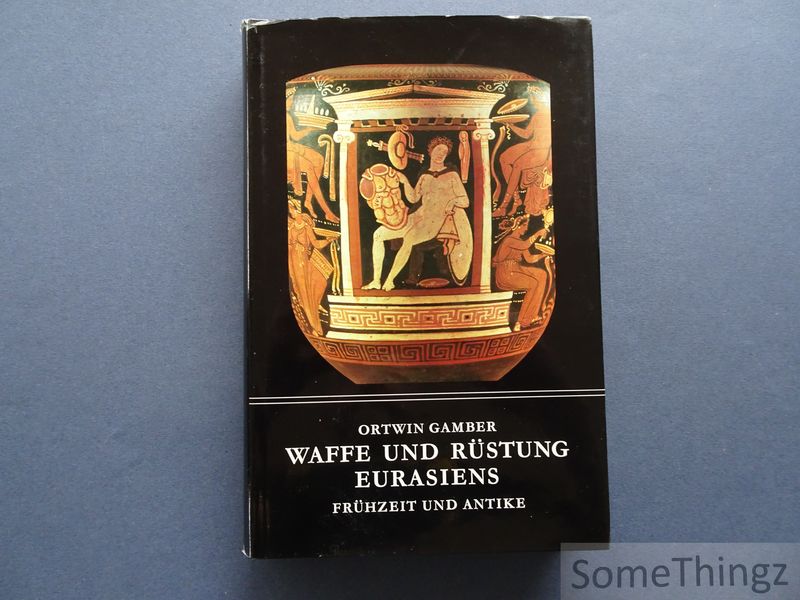 ORTWIN GAMBER
WAFFE UND RÜSTUNG
EURASIENS
FRÜHZEIT UND ANTIKE
SomeThingz